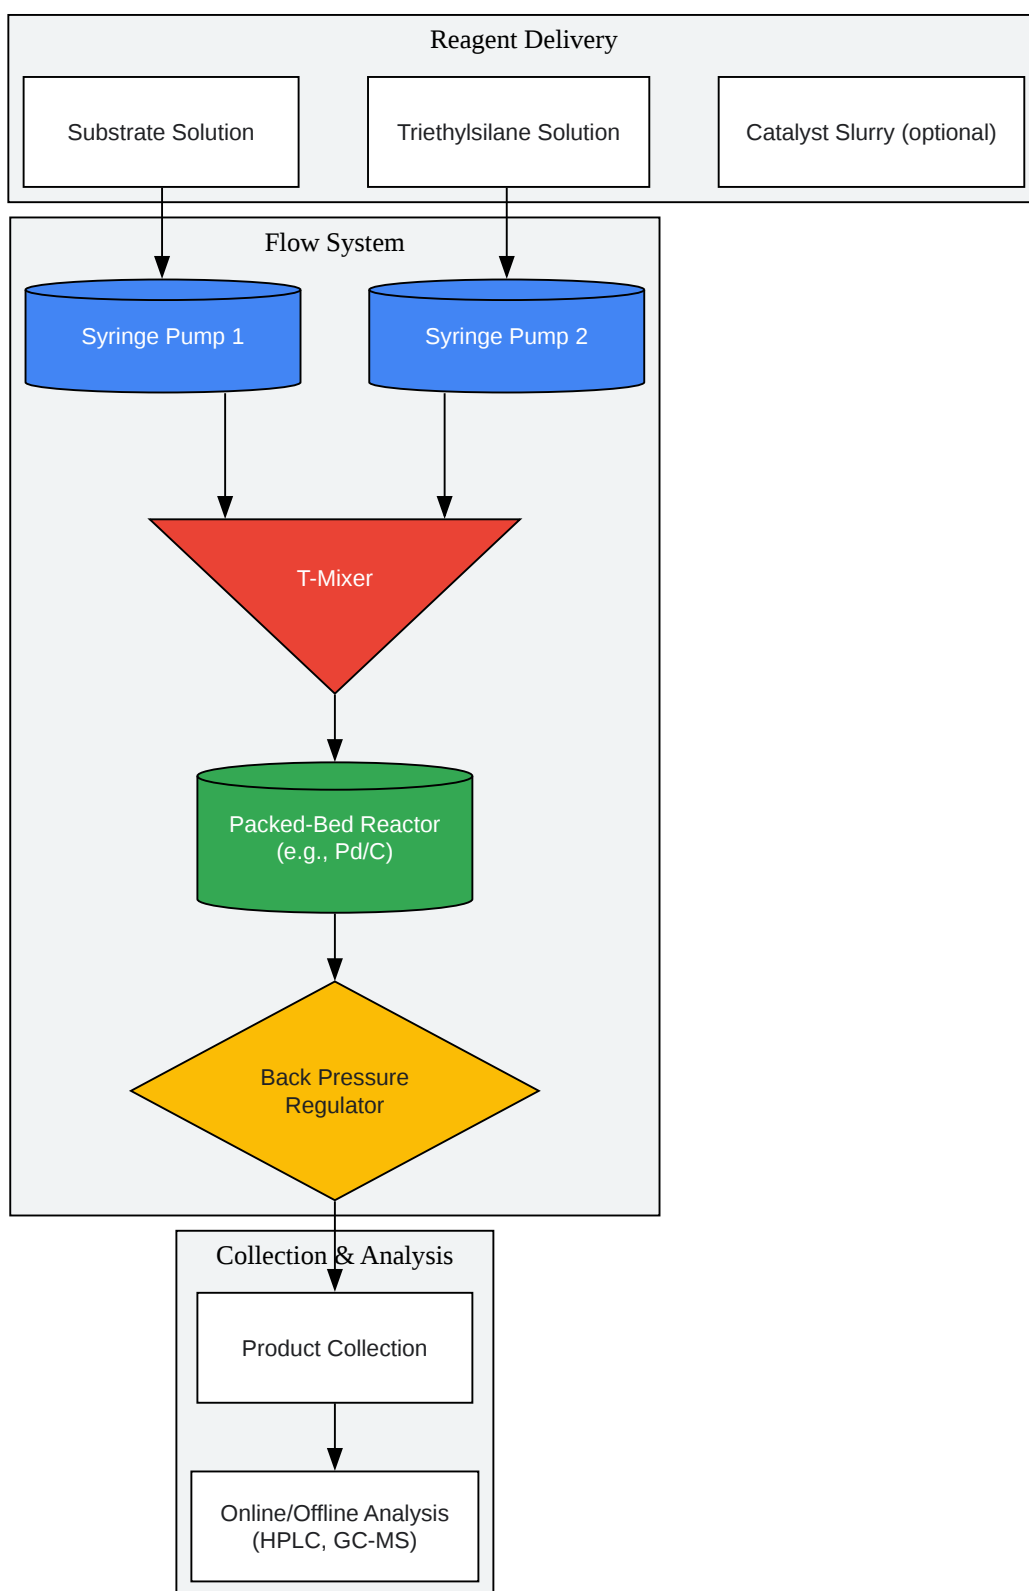 Reagent Delivery
Substrate Solution
Triethylsilane Solution
Catalyst Slurry (optional)
Flow System
Syringe Pump 1
Syringe Pump 2
T-Mixer
Packed-Bed Reactor
(e.g., Pd/C)
Back Pressure
Regulator
Collection & Analysis
Product Collection
Online/Offline Analysis
(HPLC, GC-MS)